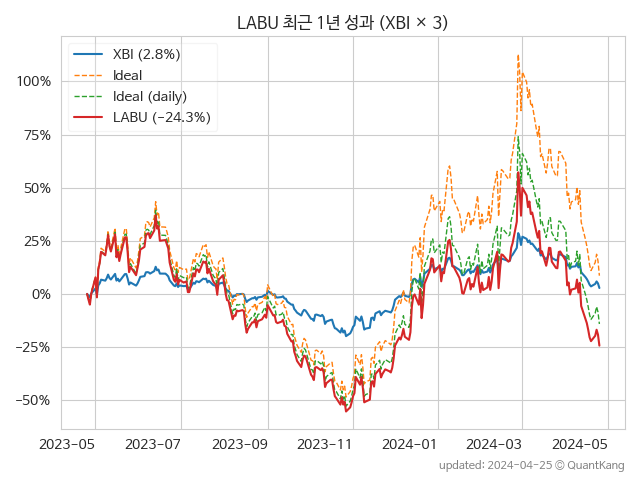 LABU 최근 1년 성과 (XBI × 3)
XBI (2.8%)
Ideal
Ideal (daily)
LABU (−24.3%)
100%
75%
50%
25%
0%
−25%
−50%
2023−05 2023−07 2023−09 2023−11 2024−01 2024−03 2024−05
updated: 2024−04−25 © QuantKang